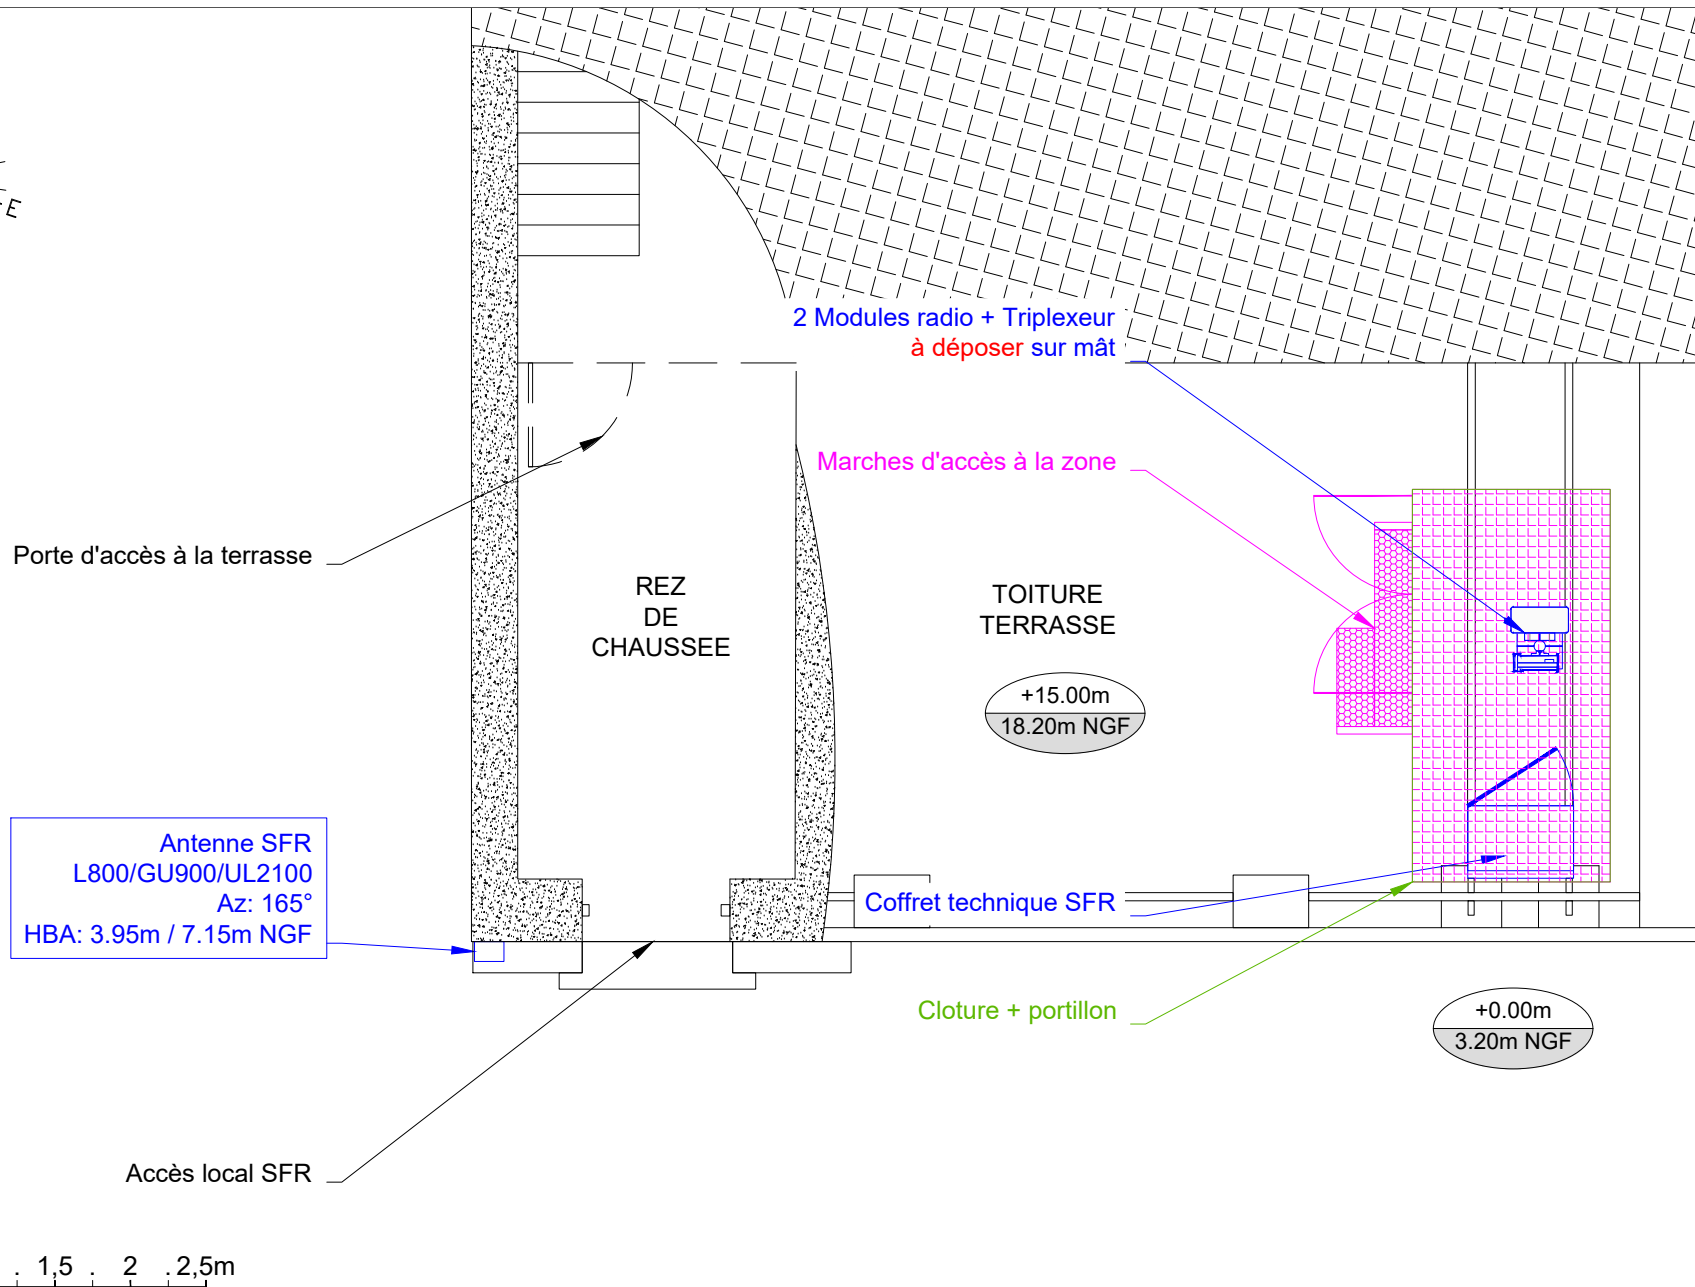 E
2 Modules radio + Triplexeur
à déposer sur mât
Marches d'accès à la zone
Porte d'accès à la terrasse
REZ
DE
CHAUSSEE
TOITURE
TERRASSE
+15.00m
18.20m NGF
Antenne SFR
L800/GU900/UL2100
Az: 165°
HBA: 3.95m / 7.15m NGF
Coffret technique SFR
Cloture + portillon
+0.00m
3.20m NGF
Accès local SFR
. 1,5 . 2 . 2,5m